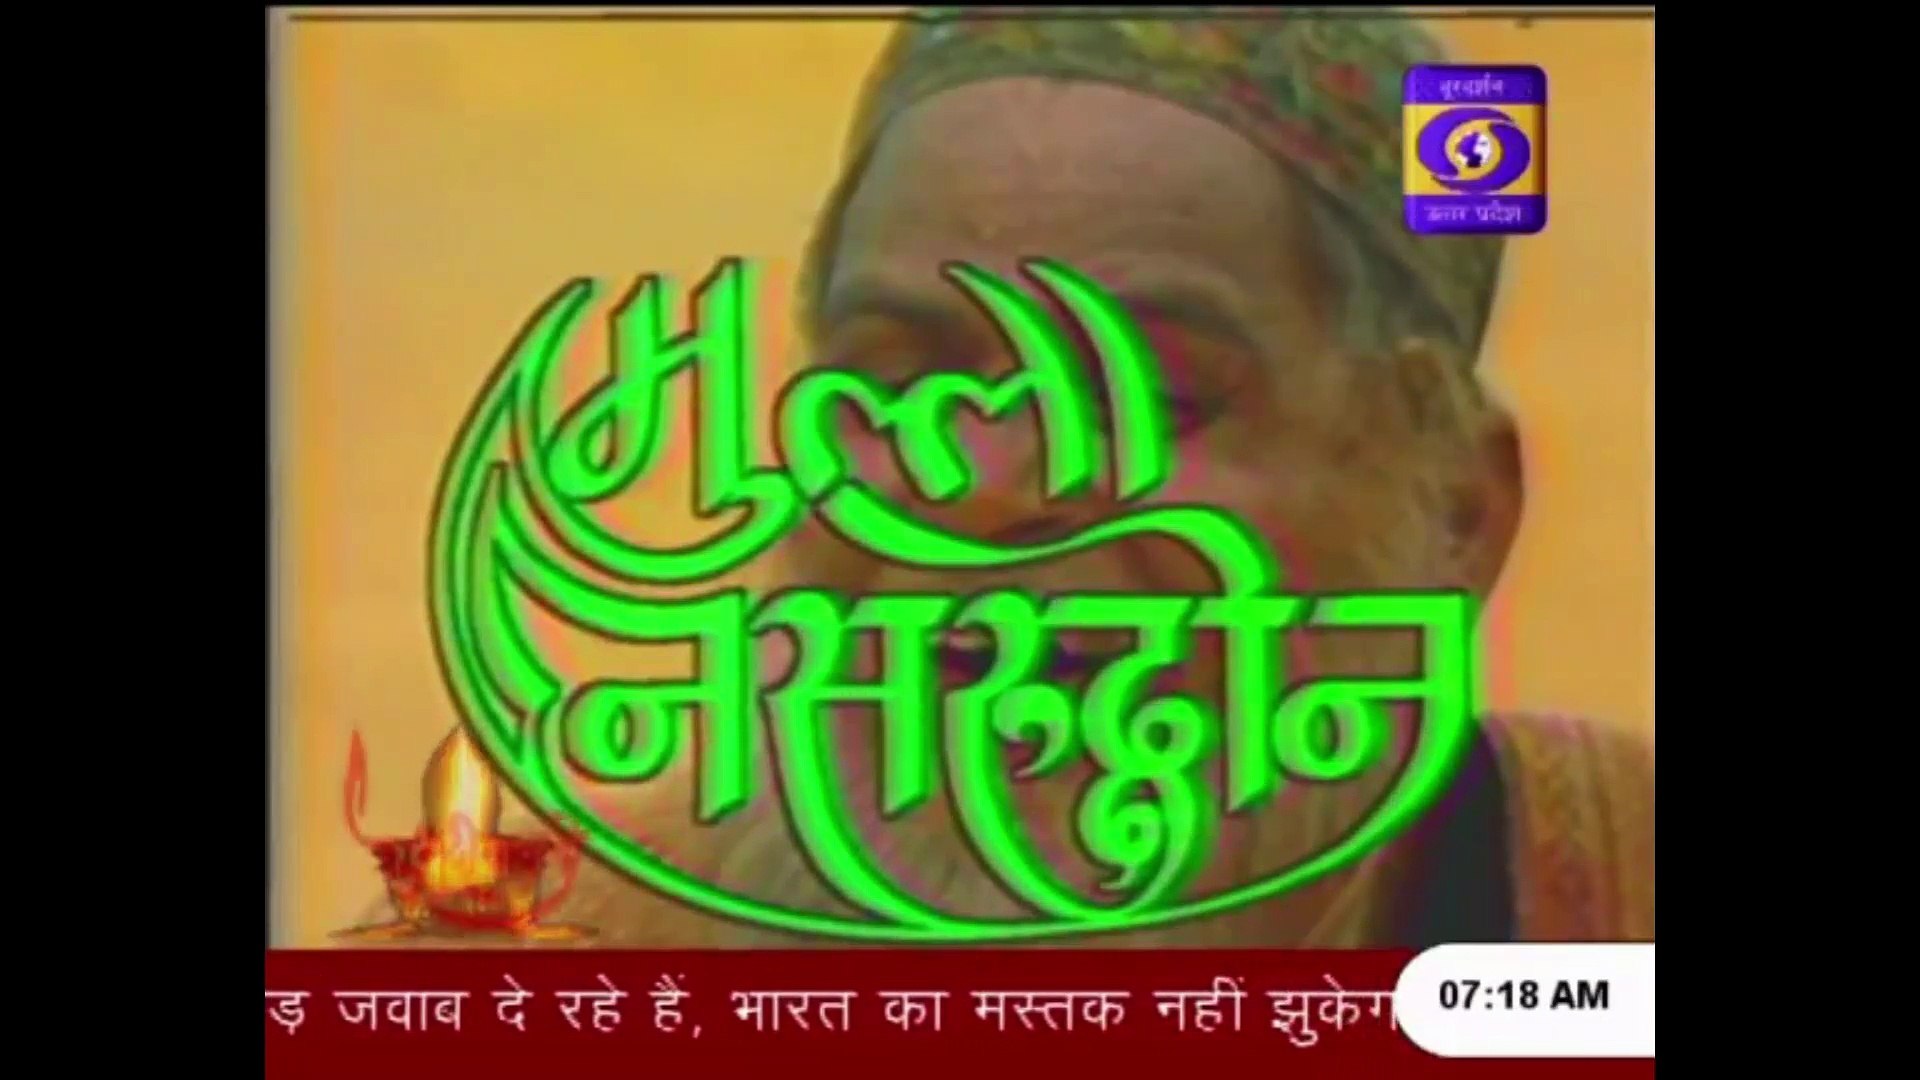 दूरदर्शन
उत्तर प्रदेश
मुल्ला
नसरुद्दीन
ड़ जवाब दे रहे हैं, भारत का मस्तक नहीं झुकेग
07:18 AM